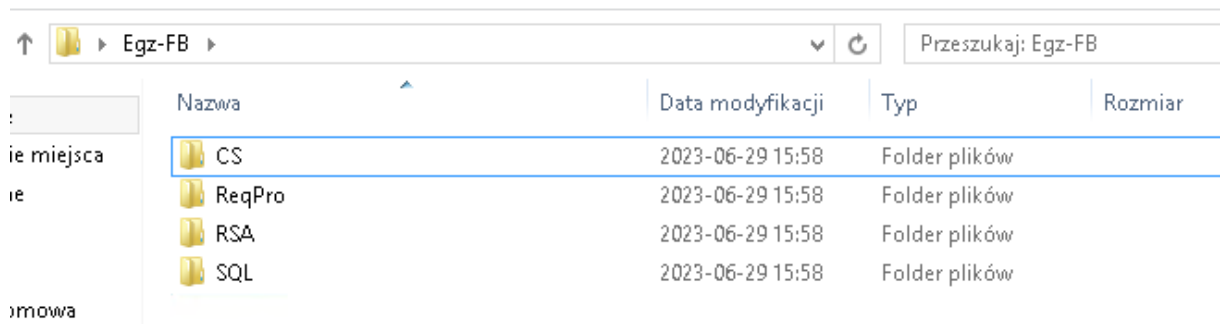 Egz-FB
Przeszukaj: Egz-FB
Nazwa Data modyfikacji Typ Rozmiar
ie miejsca CS 2023-06-29 15:58 Folder plików
ne ReqPro 2023-06-29 15:58 Folder plików
RSA 2023-06-29 15:58 Folder plików
SQL 2023-06-29 15:58 Folder plików
omowa